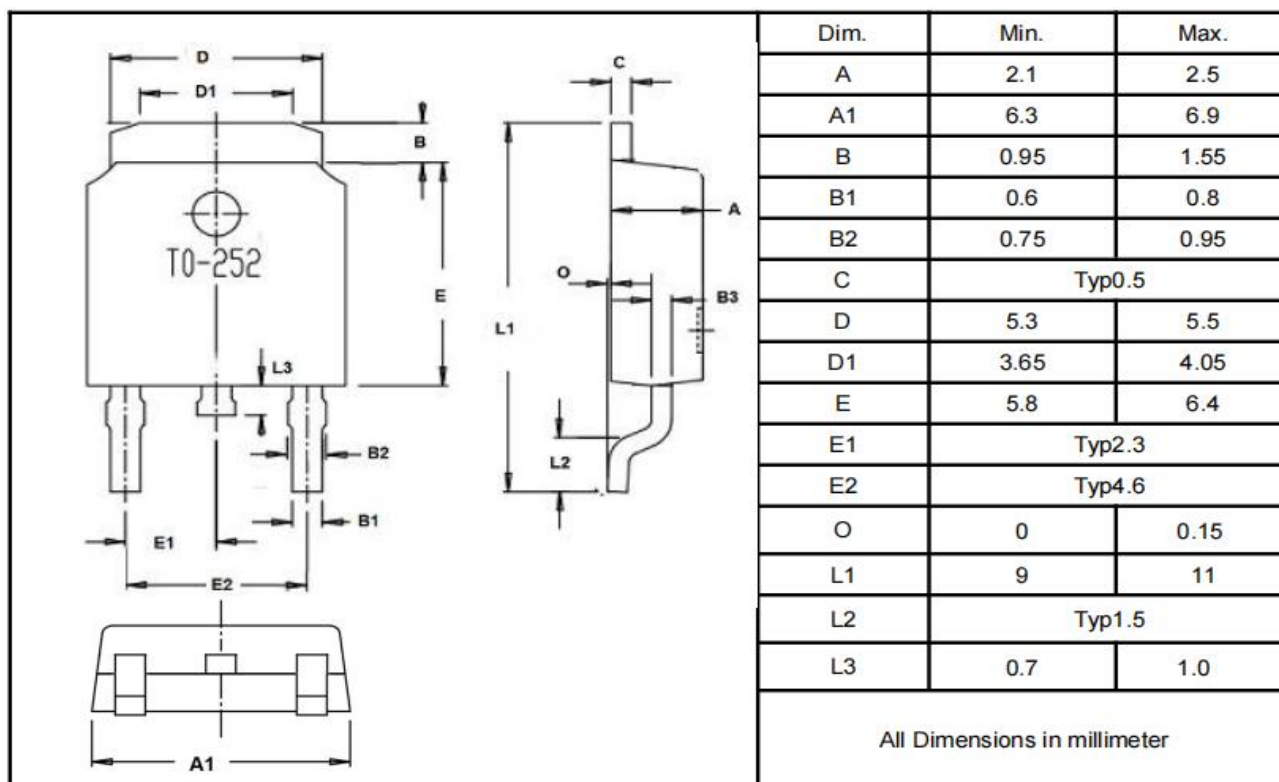 D
D1
B
TO-252
E
L3
B2
B1
E1
E2
A1
C
A
O
B3
L1
L2
Dim. Min. Max.
A 2.1 2.5
A1 6.3 6.9
B 0.95 1.55
B1 0.6 0.8
B2 0.75 0.95
C Typ0.5
D 5.3 5.5
D1 3.65 4.05
E 5.8 6.4
E1 Typ2.3
E2 Typ4.6
O 0 0.15
L1 9 11
L2 Typ1.5
L3 0.7 1.0
All Dimensions in millimeter